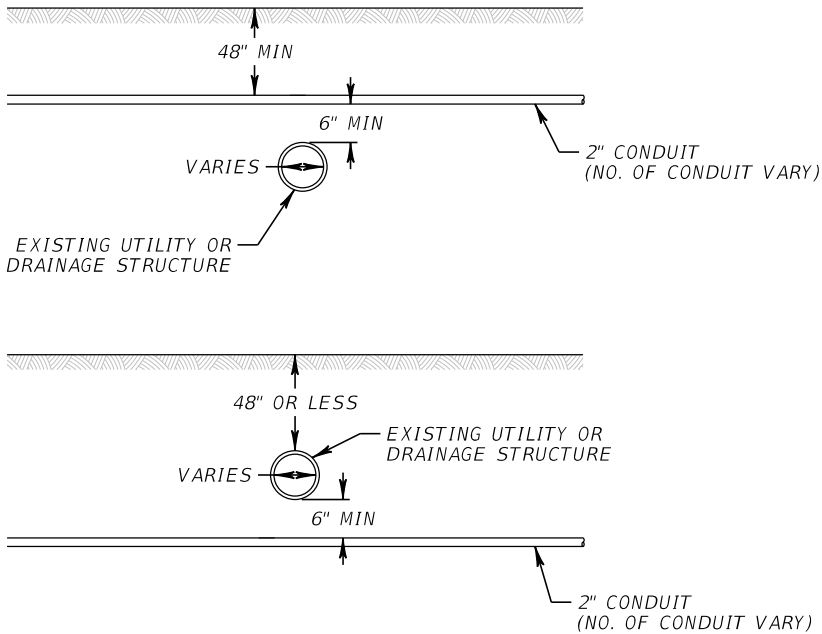 48" MIN
6" MIN
2" CONDUIT
(NO. OF CONDUIT VARY)
VARIES
EXISTING UTILITY OR
DRAINAGE STRUCTURE
48" OR LESS
EXISTING UTILITY OR
DRAINAGE STRUCTURE
VARIES
6" MIN
2" CONDUIT
(NO. OF CONDUIT VARY)